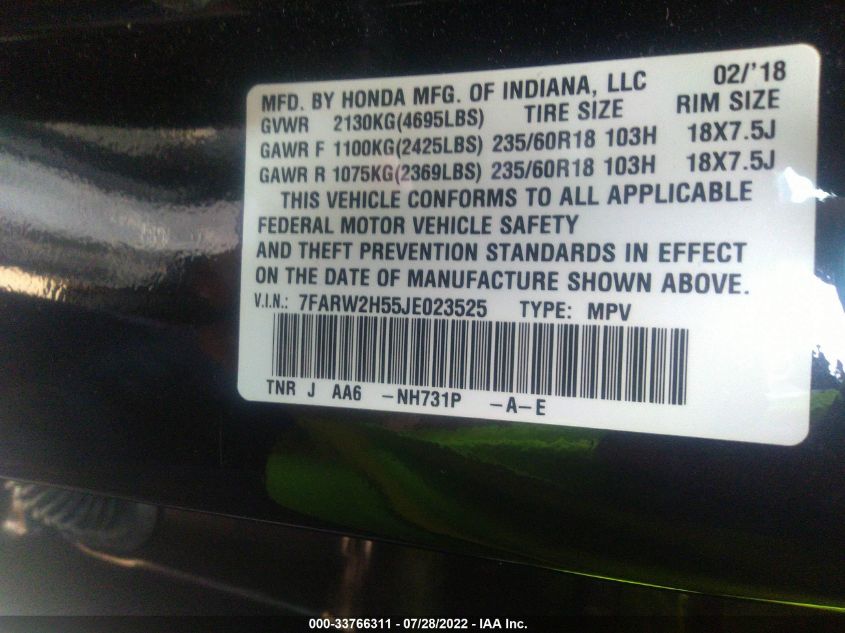 MFD. BY HONDA MFG. OF INDIANA, LLC 02/'18
GVWR 2130KG(4695LBS) TIRE SIZE RIM SIZE
GAWR F 1100KG(2425LBS) 235/60R18 103H 18X7.5J
GAWR R 1075KG(2369LBS) 235/60R18 103H 18X7.5J
THIS VEHICLE CONFORMS TO ALL APPLICABLE
FEDERAL MOTOR VEHICLE SAFETY
AND THEFT PREVENTION STANDARDS IN EFFECT
ON THE DATE OF MANUFACTURE SHOWN ABOVE.
V.I.N.: 7FARW2H55JE023525 TYPE: MPV
TNR J AA6 -NH731P -A-E
000-33766311 - 07/28/2022 - IAA Inc.